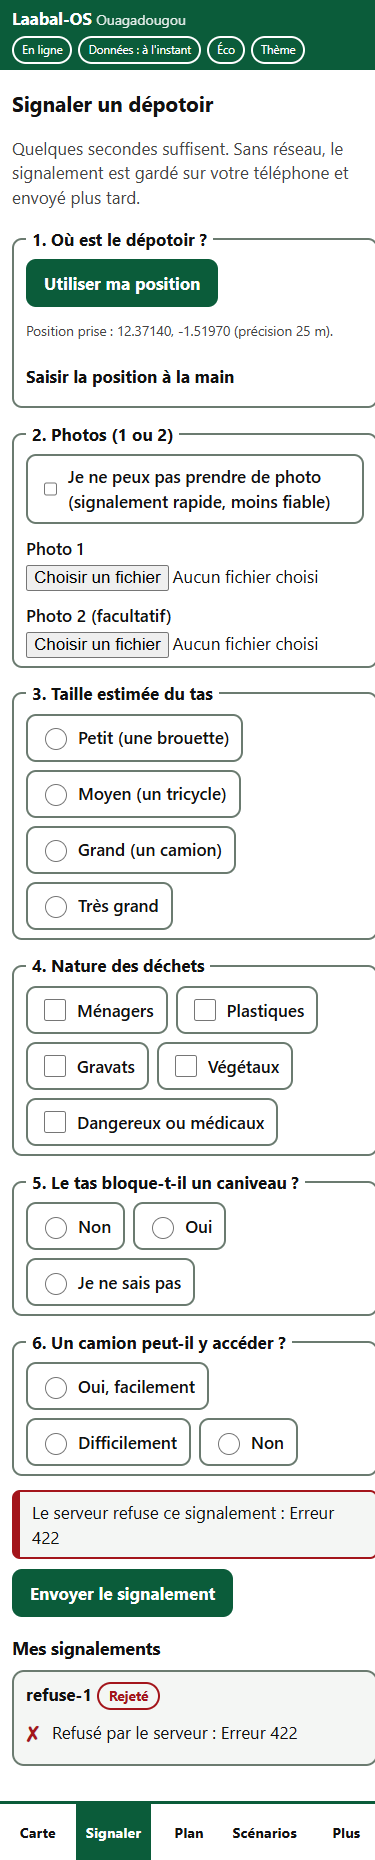 Laabal-OS Ouagadougou
En ligne
Données : à l'instant
Éco
Thème
Signaler un dépotoir
Quelques secondes suffisent. Sans réseau, le
signalement est gardé sur votre téléphone et
envoyé plus tard.
1. Où est le dépotoir ?
Utiliser ma position
Position prise : 12.37140, -1.51970 (précision 25 m).
Saisir la position à la main
2. Photos (1 ou 2)
Je ne peux pas prendre de photo
(signalement rapide, moins fiable)
Photo 1
Choisir un fichier Aucun fichier choisi
Photo 2 (facultatif)
Choisir un fichier Aucun fichier choisi
3. Taille estimée du tas
Petit (une brouette)
Moyen (un tricycle)
Grand (un camion)
Très grand
4. Nature des déchets
Ménagers
Plastiques
Gravats
Végétaux
Dangereux ou médicaux
5. Le tas bloque-t-il un caniveau ?
Non
Oui
Je ne sais pas
6. Un camion peut-il y accéder ?
Oui, facilement
Difficilement
Non
Le serveur refuse ce signalement : Erreur
422
Envoyer le signalement
Mes signalements
refuse-1 Rejeté
✗ Refusé par le serveur : Erreur 422
Carte
Signaler
Plan
Scénarios
Plus